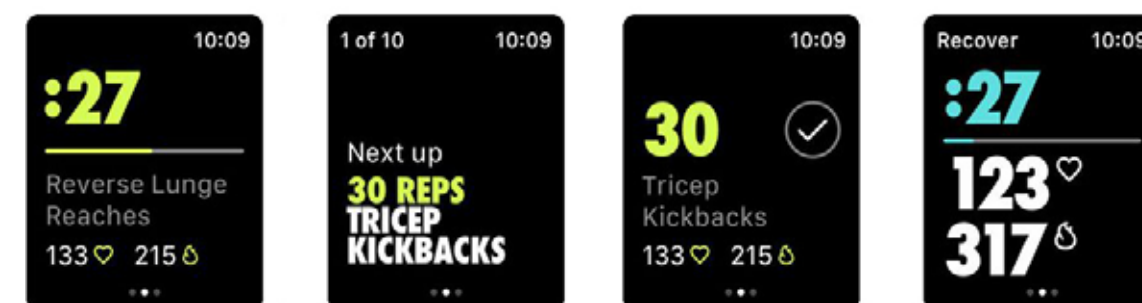 10:09
:27
Reverse Lunge
Reaches
133 215
1 of 10 10:09
Next up
30 REPS
TRICEP
KICKBACKS
10:09
30
Tricep
Kickbacks
133 215
Recover 10:09
:27
123
317